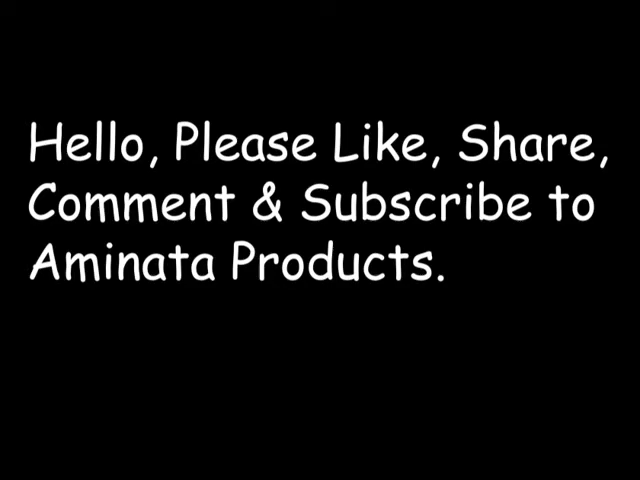 Hello, Please Like, Share,
Comment & Subscribe to
Aminata Products.